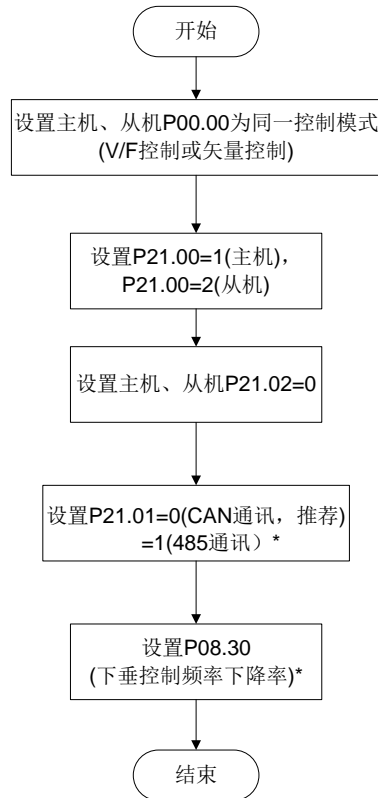 开始
设置主机、从机P00.00为同一控制模式
(V/F控制或矢量控制)
设置P21.00=1(主机)，
P21.00=2(从机)
设置主机、从机P21.02=0
设置P21.01=0(CAN通讯，推荐)
=1(485通讯）*
设置P08.30
(下垂控制频率下降率)*
结束